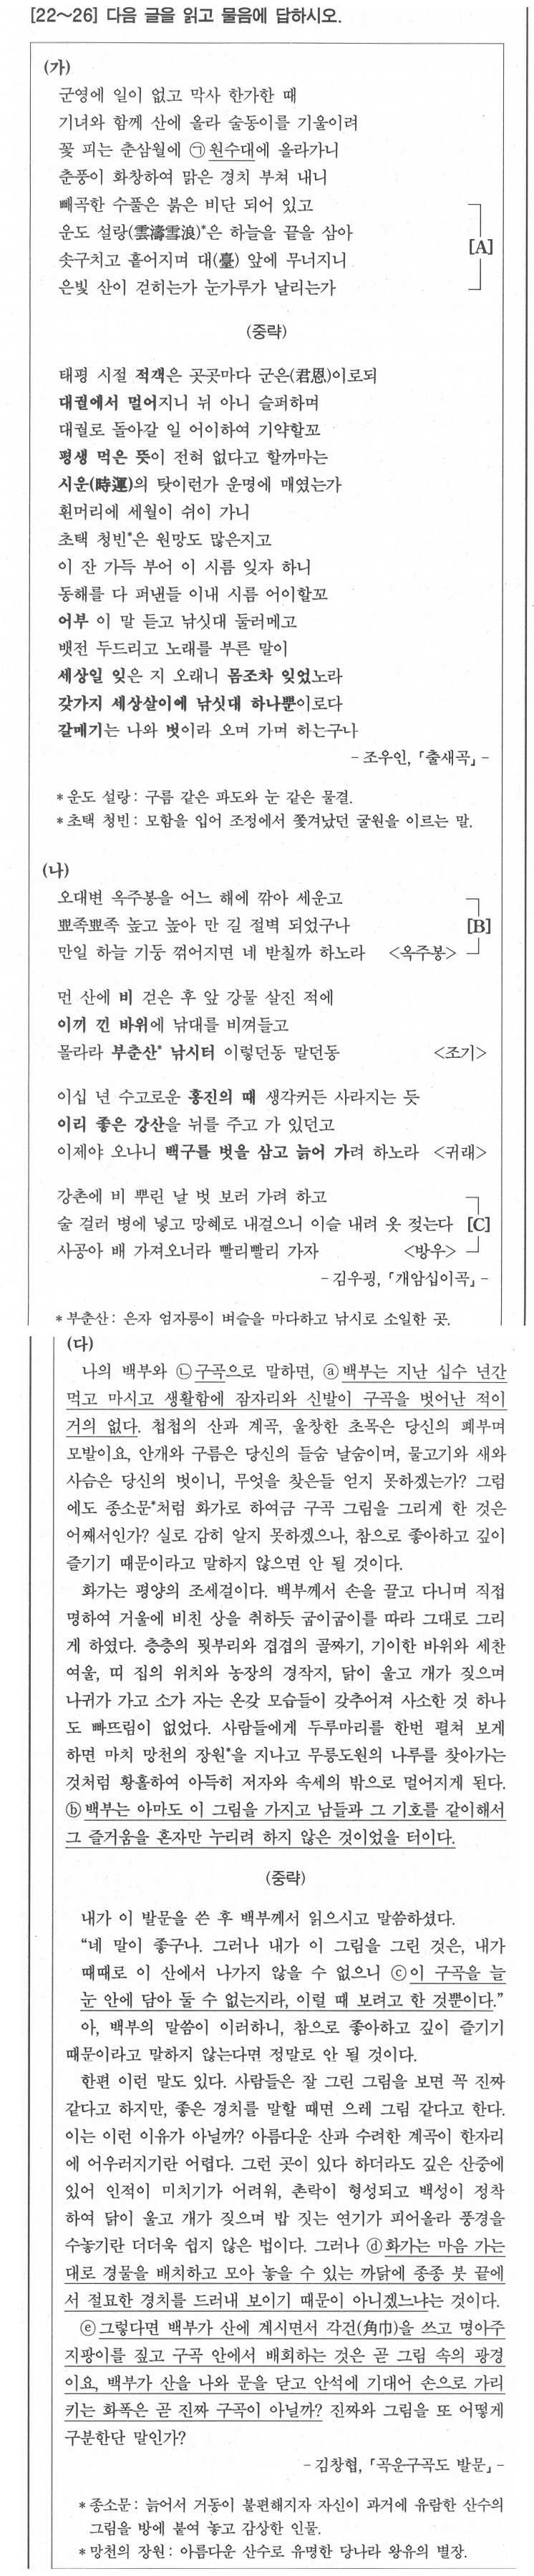 [22~26] 다음 글을 읽고 물음에 답하시오.
(가)
군영에 일이 없고 막사 한가한 때
기녀와 함께 산에 올라 술동이를 기울이려
꽃 피는 춘삼월에 ㉠ 원수대에 올라가니
춘풍이 화창하여 맑은 경치 부쳐 내니
빼곡한 수풀은 붉은 비단 되어 있고
운도 설랑(雲濤雪浪)*은 하늘을 끝을 삼아
솟구치고 흩어지며 대(臺) 앞에 무너지니
은빛 산이 걷히는가 눈가루가 날리는가
[A]
(중략)
태평 시절 적객은 곳곳마다 군은(君恩)이로되
대궐에서 멀어지니 뉘 아니 슬퍼하며
대궐로 돌아갈 일 어이하여 기약할꼬
평생 먹은 뜻이 전혀 없다고 할까마는
시운(時運)의 탓이런가 운명에 매였는가
흰머리에 세월이 쉬이 가니
초택 청빈*은 원망도 많은지고
이 잔 가득 부어 이 시름 잊자 하니
동해를 다 퍼낸들 이내 시름 어이할꼬
어부 이 말 듣고 낚싯대 둘러메고
뱃전 두드리고 노래를 부른 말이
세상일 잊은 지 오래니 몸조차 잊었노라
갖가지 세상살이에 낚싯대 하나뿐이로다
갈매기는 나와 벗이라 오며 가며 하는구나
- 조우인, 「출새곡」 -
* 운도 설랑: 구름 같은 파도와 눈 같은 물결.
* 초택 청빈: 모함을 입어 조정에서 쫓겨났던 굴원을 이르는 말.
(나)
오대변 옥주봉을 어느 해에 깎아 세운고
뾰족뾰족 높고 높아 만 길 절벽 되었구나
만일 하늘 기둥 꺾어지면 네 받칠까 하노라 <옥주봉>
[B]
먼 산에 비 걷은 후 앞 강물 살진 적에
이끼 낀 바위에 낚대를 비껴들고
몰라라 부춘산* 낚시터 이렇던동 말던동 <조기>
이십 년 수고로운 홍진의 때 생각커든 사라지는 듯
이리 좋은 강산을 뉘를 주고 가 있던고
이제야 오나니 백구를 벗을 삼고 늙어 가려 하노라 <귀래>
강촌에 비 뿌린 날 벗 보러 가려 하고
술 걸러 병에 넣고 망혜로 내걸으니 이슬 내려 옷 젖는다 [C]
사공아 배 가져오너라 빨리빨리 가자 <방우>
- 김우굉, 「개암십이곡」 -
* 부춘산: 은자 엄자릉이 벼슬을 마다하고 낚시로 소일한 곳.
(다)
나의 백부와 ㉡ 구곡으로 말하면, ⓐ 백부는 지난 십수 년간
먹고 마시고 생활함에 잠자리와 신발이 구곡을 벗어난 적이
거의 없다. 첩첩의 산과 계곡, 울창한 초목은 당신의 폐부며
모발이요, 안개와 구름은 당신의 들숨 날숨이며, 물고기와 새와
사슴은 당신의 벗이니, 무엇을 찾은들 얻지 못하겠는가? 그럼
에도 종소문*처럼 화가로 하여금 구곡 그림을 그리게 한 것은
어째서인가? 실로 감히 알지 못하겠으나, 참으로 좋아하고 깊이
즐기기 때문이라고 말하지 않으면 안 될 것이다.
화가는 평양의 조세걸이다. 백부께서 손을 끌고 다니며 직접
명하여 거울에 비친 상을 취하듯 굽이굽이를 따라 그대로 그리
게 하였다. 층층의 묏부리와 겹겹의 골짜기, 기이한 바위와 세찬
여울, 띠 집의 위치와 농장의 경작지, 닭이 울고 개가 짖으며
나귀가 가고 소가 자는 온갖 모습들이 갖추어져 사소한 것 하나
도 빠뜨림이 없었다. 사람들에게 두루마리를 한번 펼쳐 보게
하면 마치 망천의 장원*을 지나고 무릉도원의 나루를 찾아가는
것처럼 황홀하여 아득히 저자와 속세의 밖으로 멀어지게 된다.
ⓑ 백부는 아마도 이 그림을 가지고 남들과 그 기호를 같이해서
그 즐거움을 혼자만 누리려 하지 않은 것이었을 터이다.
(중략)
내가 이 발문을 쓴 후 백부께서 읽으시고 말씀하셨다.
“네 말이 좋구나. 그러나 내가 이 그림을 그린 것은, 내가
때때로 이 산에서 나가지 않을 수 없으니 ⓒ 이 구곡을 늘
눈 안에 담아 둘 수 없는지라, 이럴 때 보려고 한 것뿐이다.”
아, 백부의 말씀이 이러하니, 참으로 좋아하고 깊이 즐기기
때문이라고 말하지 않는다면 정말로 안 될 것이다.
한편 이런 말도 있다. 사람들은 잘 그린 그림을 보면 꼭 진짜
같다고 하지만, 좋은 경치를 말할 때면 으레 그림 같다고 한다.
이는 이런 이유가 아닐까? 아름다운 산과 수려한 계곡이 한자리
에 어우러지기란 어렵다. 그런 곳이 있다 하더라도 깊은 산중에
있어 인적이 미치기가 어려워, 촌락이 형성되고 백성이 정착
하여 닭이 울고 개가 짖으며 밥 짓는 연기가 피어올라 풍경을
수놓기란 더더욱 쉽지 않은 법이다. 그러나 ⓓ 화가는 마음 가는
대로 경물을 배치하고 모아 놓을 수 있는 까닭에 종종 붓 끝에
서 절묘한 경치를 드러내 보이기 때문이 아니겠느냐는 것이다.
ⓔ 그렇다면 백부가 산에 계시면서 각건(角巾)을 쓰고 명아주
지팡이를 짚고 구곡 안에서 배회하는 것은 곧 그림 속의 광경
이요, 백부가 산을 나와 문을 닫고 안석에 기대어 손으로 가리
키는 화폭은 곧 진짜 구곡이 아닐까? 진짜와 그림을 또 어떻게
구분한단 말인가?
- 김창협, 「곡운구곡도 발문」 -
* 종소문: 늙어서 거동이 불편해지자 자신이 과거에 유람한 산수의
그림을 방에 붙여 놓고 감상한 인물.
* 망천의 장원: 아름다운 산수로 유명한 당나라 왕유의 별장.